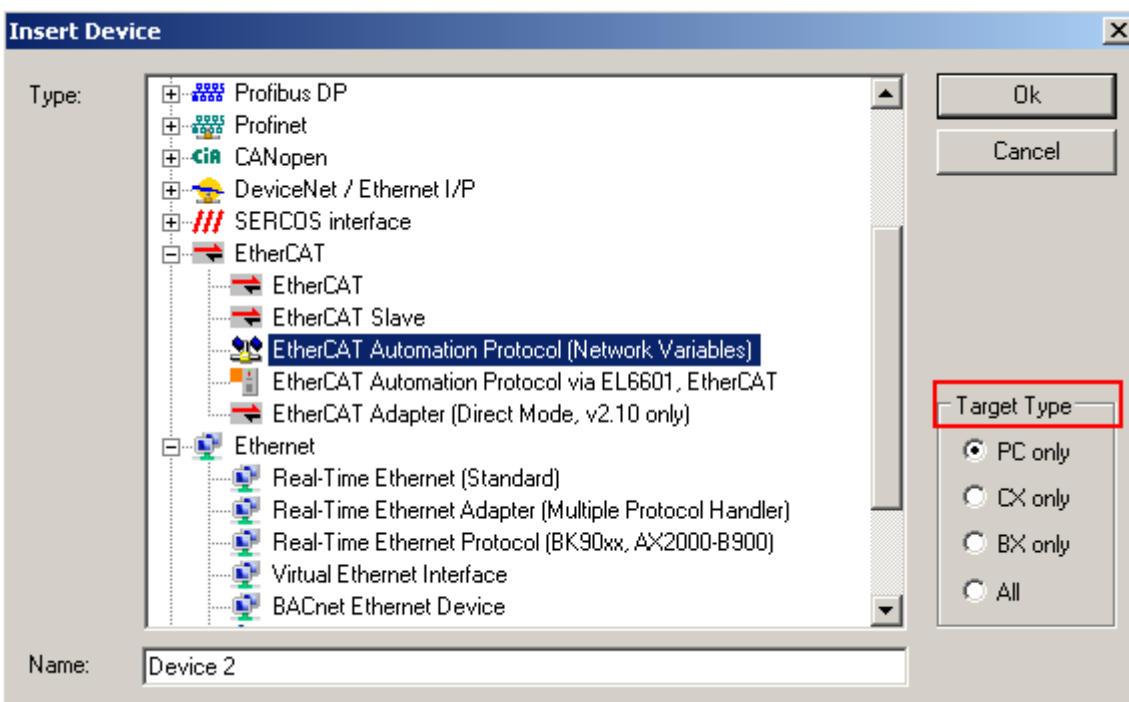 Insert Device
Type:
Profibus DP
Profinet
CiA CANopen
DeviceNet / Ethernet I/P
SERCOS interface
EtherCAT
EtherCAT
EtherCAT Slave
EtherCAT Automation Protocol (Network Variables)
EtherCAT Automation Protocol via EL6601, EtherCAT
EtherCAT Adapter (Direct Mode, v2.10 only)
Ethernet
Real-Time Ethernet (Standard)
Real-Time Ethernet Adapter (Multiple Protocol Handler)
Real-Time Ethernet Protocol (BK90xx, AX2000-B900)
Virtual Ethernet Interface
BACnet Ethernet Device
Ok
Cancel
Target Type
PC only
CX only
BX only
All
Name:
Device 2